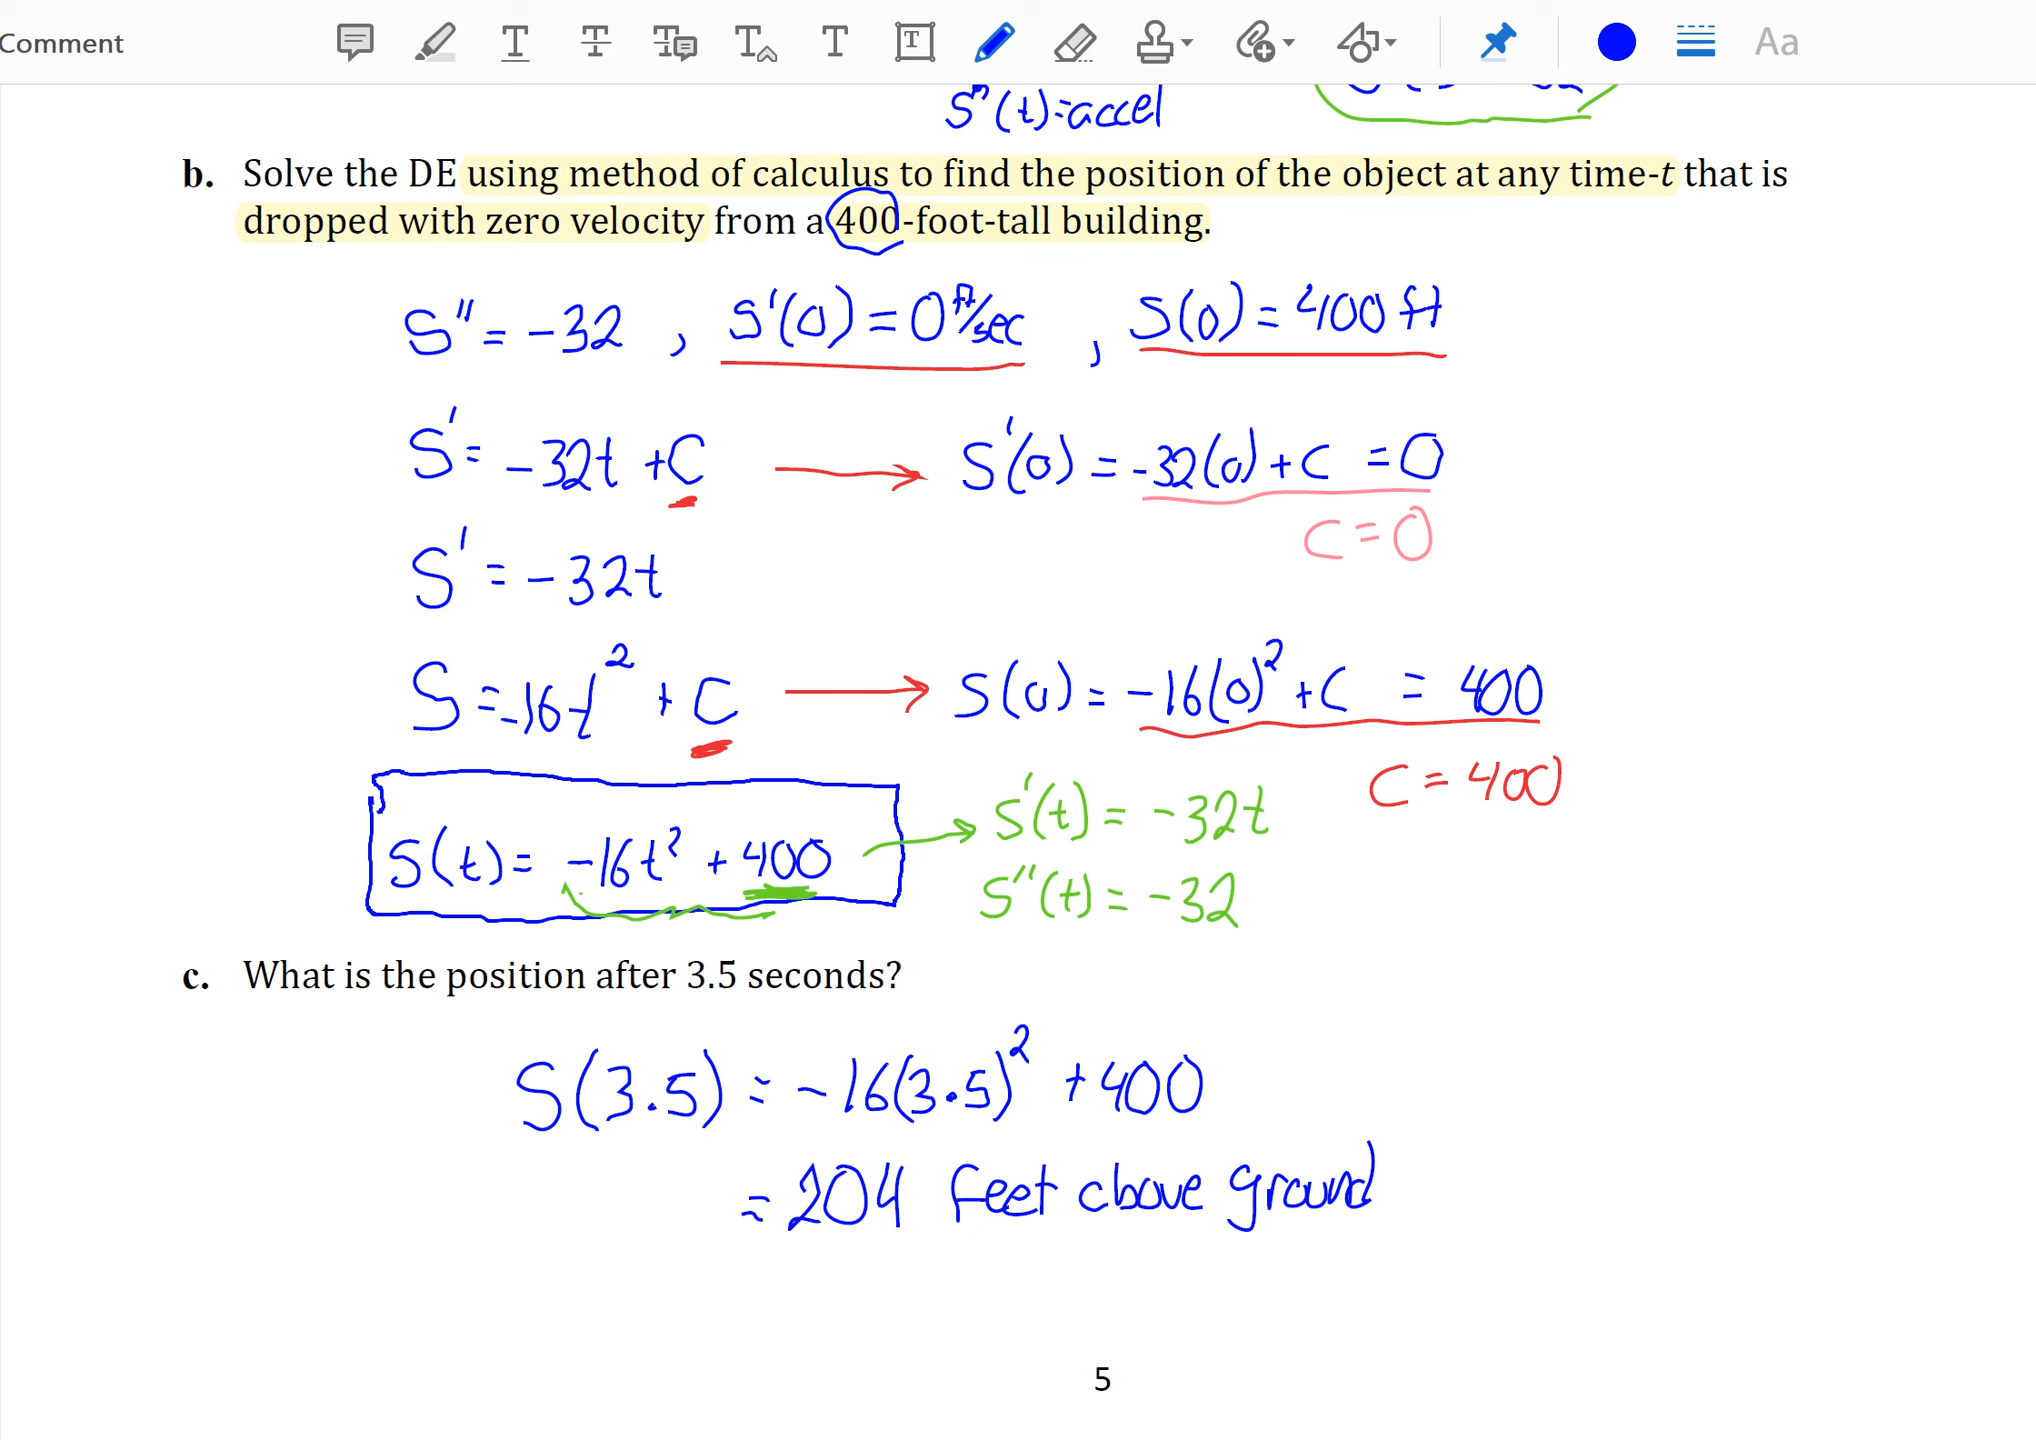 Comment
Aa
S"(t)=accel
b. Solve the DE using method of calculus to find the position of the object at any time-t that is
dropped with zero velocity from a 400-foot-tall building.
S" = -32 , S'(0) = 0 ft/sec , S(0) = 400 ft
S' = -32t + C → S'(0) = -32(0) + C = 0
C = 0
S' = -32t
S = -16t² + C → S(0) = -16(0)² + C = 400
C = 400
S(t) = -16t² + 400 → S'(t) = -32t
S"(t) = -32
c. What is the position after 3.5 seconds?
S(3.5) = -16(3.5)² + 400
= 204 feet above ground
5